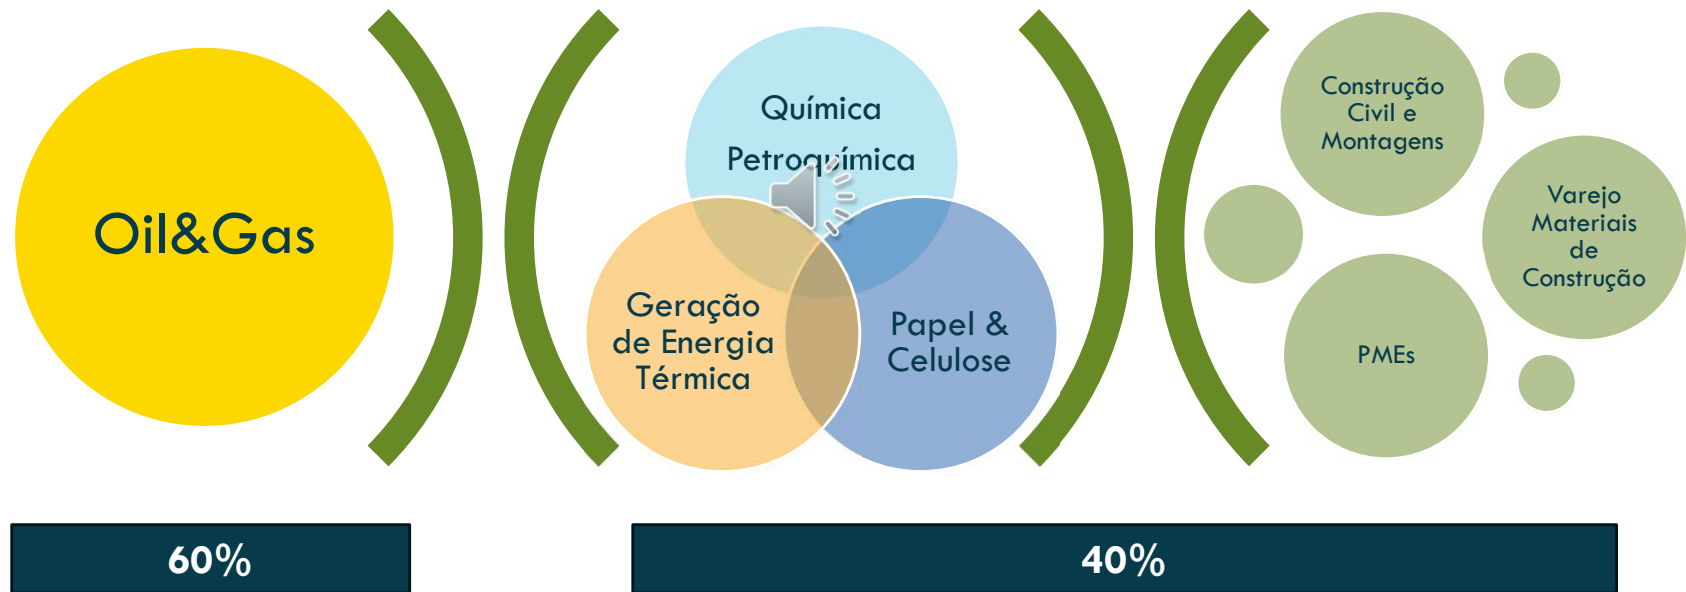 Oil&Gas
Química
Petroquímica
Geração
de Energia
Térmica
Papel &
Celulose
Construção
Civil e
Montagens
Varejo
Materiais
de
Construção
PMEs
60%
40%